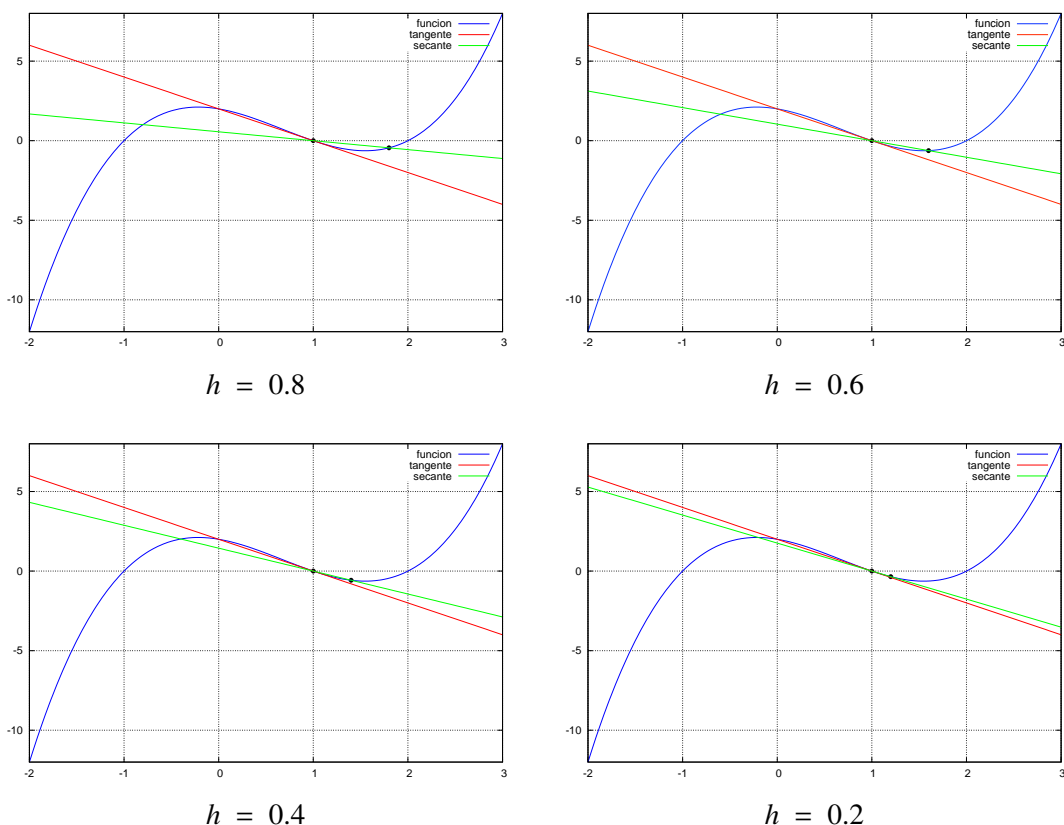 funcion
tangente
secante
5
0
-5
-10
-2 -1 0 1 2 3
h = 0.8
funcion
tangente
secante
5
0
-5
-10
-2 -1 0 1 2 3
h = 0.6
funcion
tangente
secante
5
0
-5
-10
-2 -1 0 1 2 3
h = 0.4
funcion
tangente
secante
5
0
-5
-10
-2 -1 0 1 2 3
h = 0.2